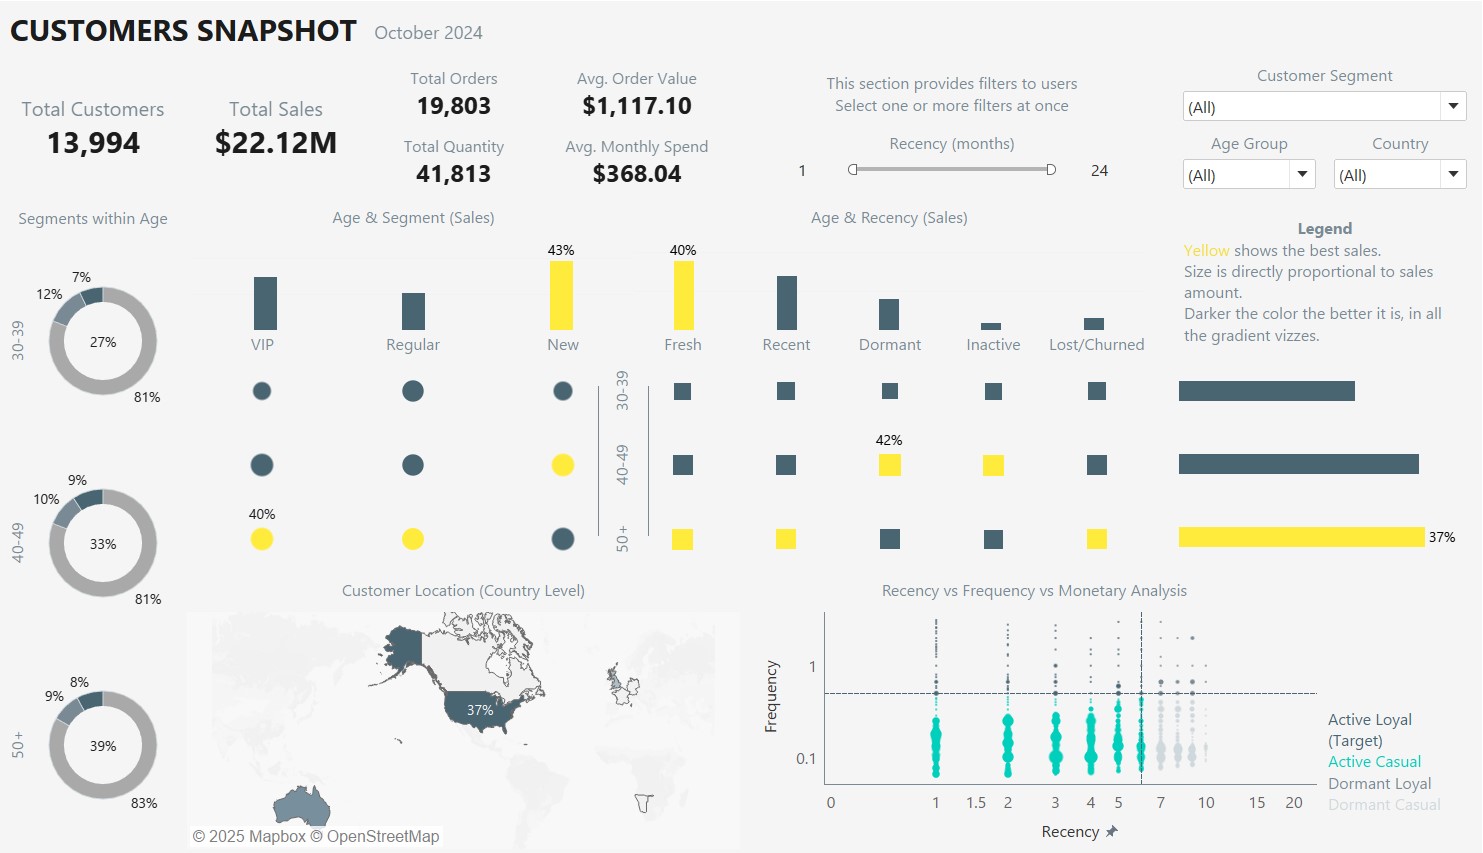 CUSTOMERS SNAPSHOT October 2024
Total Customers
13,994
Total Sales
$22.12M
Total Orders
19,803
Avg. Order Value
$1,117.10
Total Quantity
41,813
Avg. Monthly Spend
$368.04
This section provides filters to users
Select one or more filters at once
Recency (months)
1 24
Customer Segment
(All)
Age Group
(All)
Country
(All)
Segments within Age
30-39
7%
12%
27%
81%
40-49
9%
10%
33%
81%
50+
8%
9%
39%
83%
Age & Segment (Sales)
43%
VIP Regular New
40%
Age & Recency (Sales)
40%
Fresh Recent Dormant Inactive Lost/Churned
30-39
40-49
50+
42%
Legend
Yellow shows the best sales.
Size is directly proportional to sales
amount.
Darker the color the better it is, in all
the gradient vizzes.
37%
Customer Location (Country Level)
37%
© 2025 Mapbox © OpenStreetMap
Recency vs Frequency vs Monetary Analysis
Frequency
1
0.1
0 1 1.5 2 3 4 5 7 10 15 20
Recency
Active Loyal
(Target)
Active Casual
Dormant Loyal
Dormant Casual